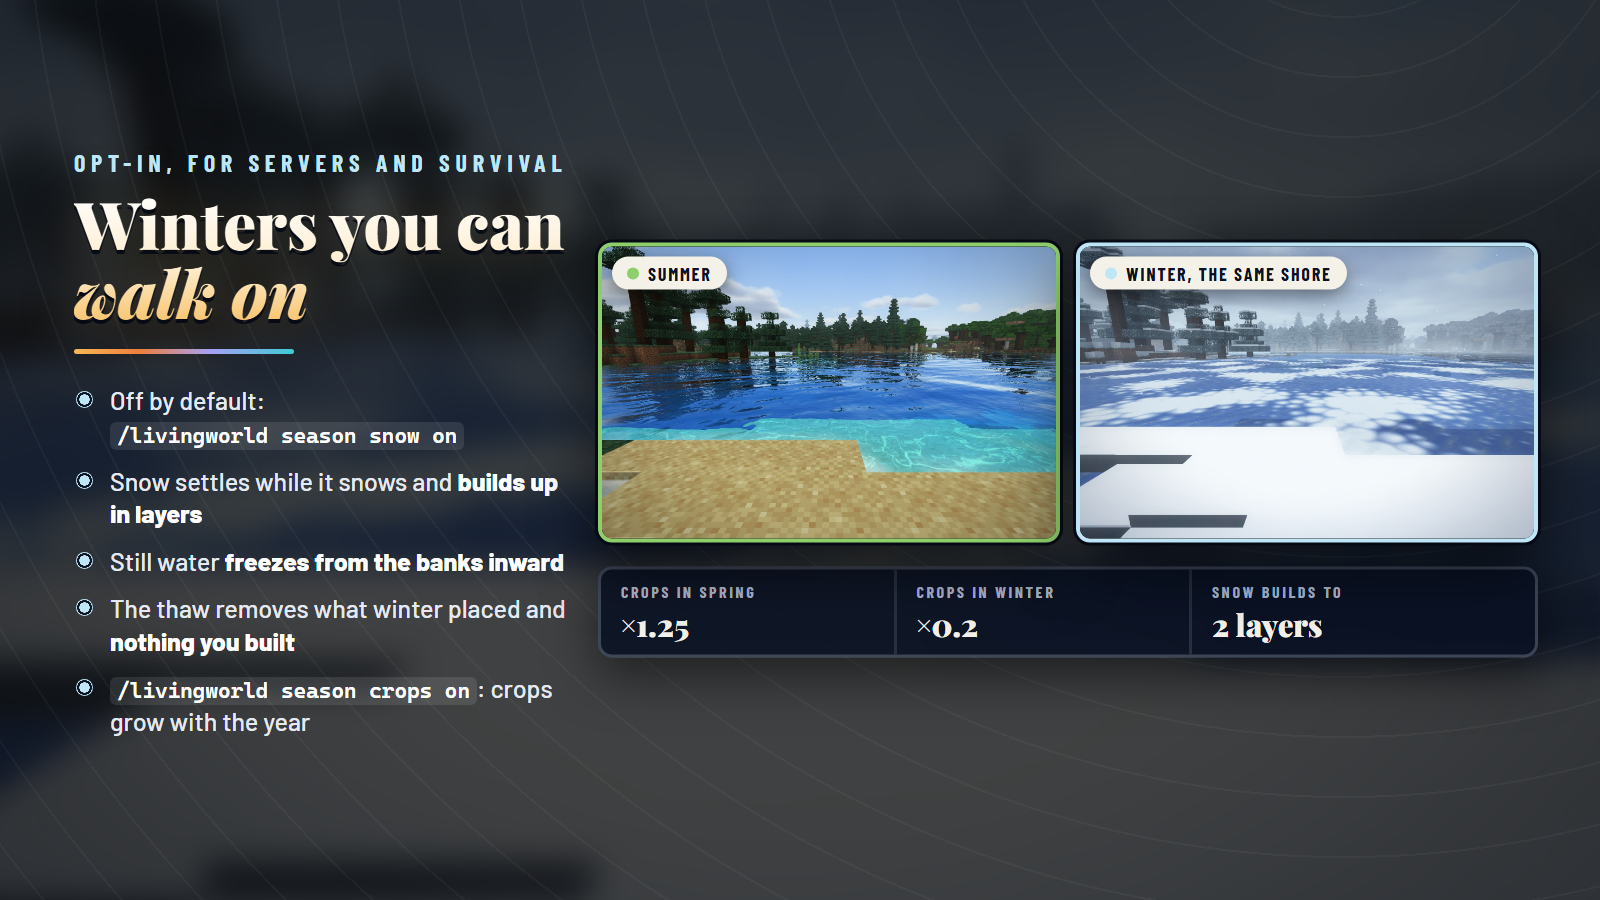 OPT-IN, FOR SERVERS AND SURVIVAL
Winters you can
walk on
Off by default:
/livingworld season snow on
Snow settles while it snows and builds up
in layers
Still water freezes from the banks inward
The thaw removes what winter placed and
nothing you built
/livingworld season crops on : crops
grow with the year
SUMMER
WINTER, THE SAME SHORE
CROPS IN SPRING
×1.25
CROPS IN WINTER
×0.2
SNOW BUILDS TO
2 layers